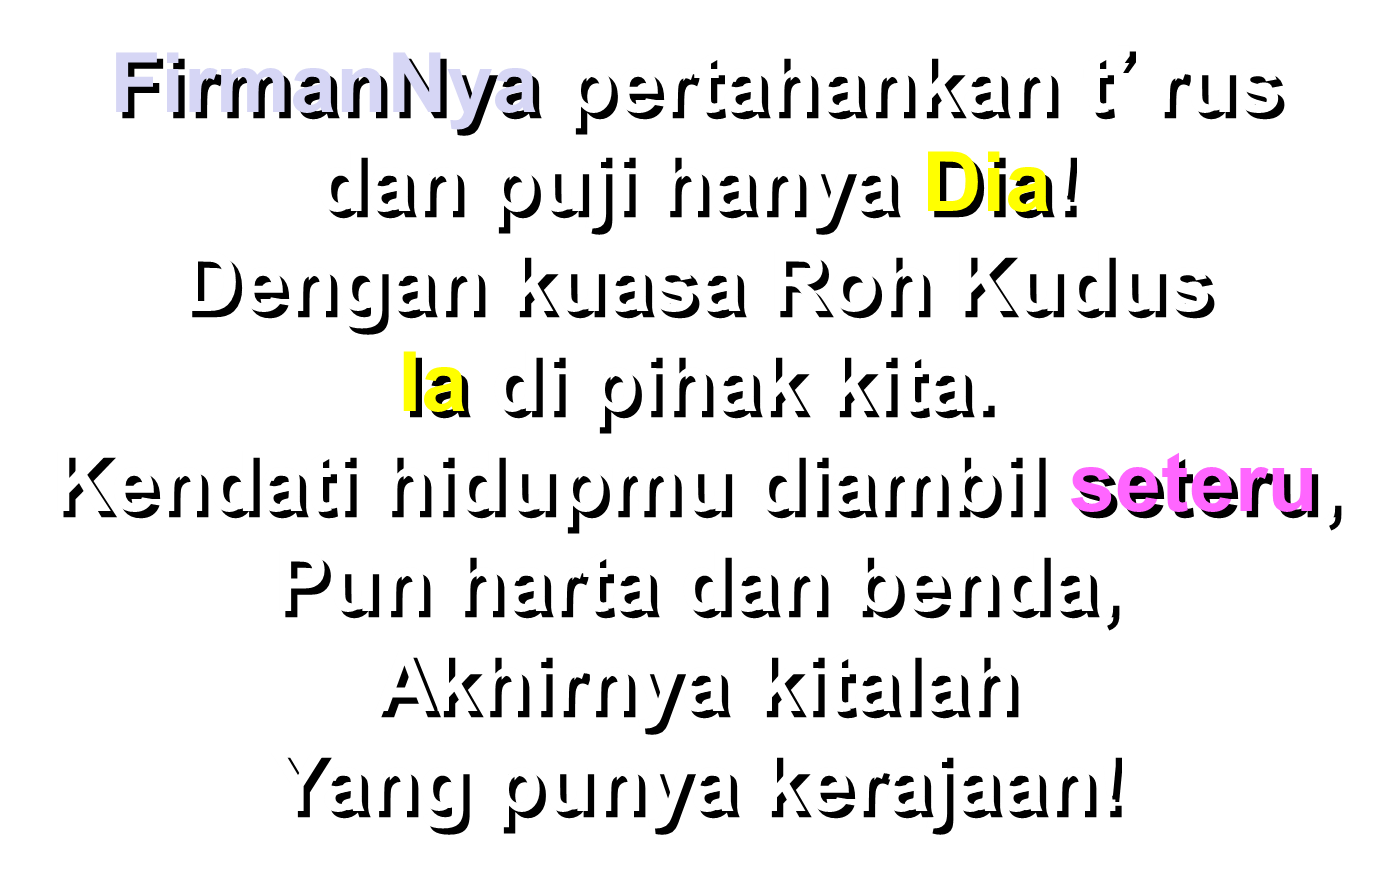 FirmanNya pertahankan t’ rus
dan puji hanya Dia!
Dengan kuasa Roh Kudus
Ia di pihak kita.
Kendati hidupmu diambil seteru,
Pun harta dan benda,
Akhirnya kitalah
Yang punya kerajaan!